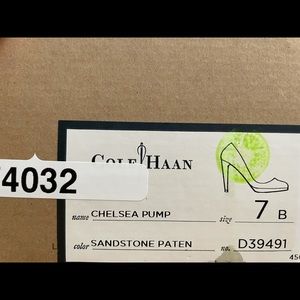 4032
COLE HAAN
name CHELSEA PUMP size 7 B
color SANDSTONE PATEN no. D39491